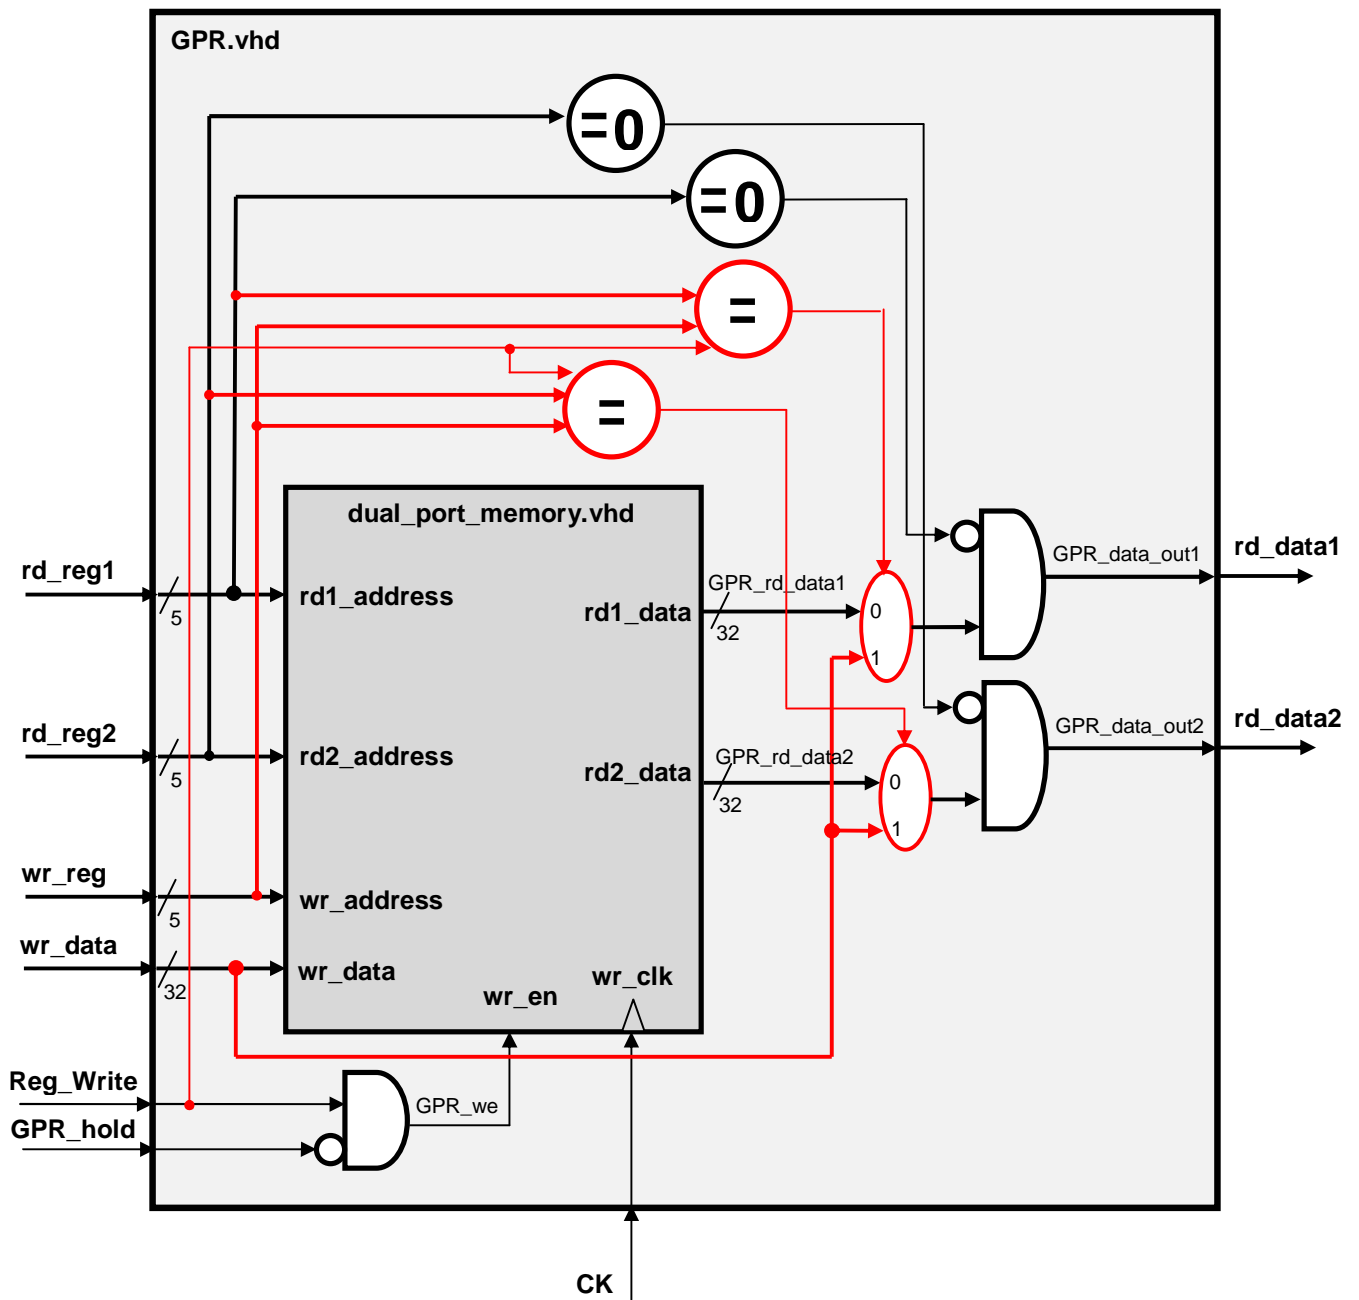 GPR.vhd
=0
=0
=
=
dual_port_memory.vhd
rd_reg1
5
rd1_address
rd1_data
GPR_rd_data1
32
0
1
GPR_data_out1
rd_data1
rd_reg2
5
rd2_address
rd2_data
GPR_rd_data2
32
0
1
GPR_data_out2
rd_data2
wr_reg
5
wr_address
wr_data
32
wr_data
wr_en
wr_clk
Reg_Write
GPR_we
GPR_hold
CK